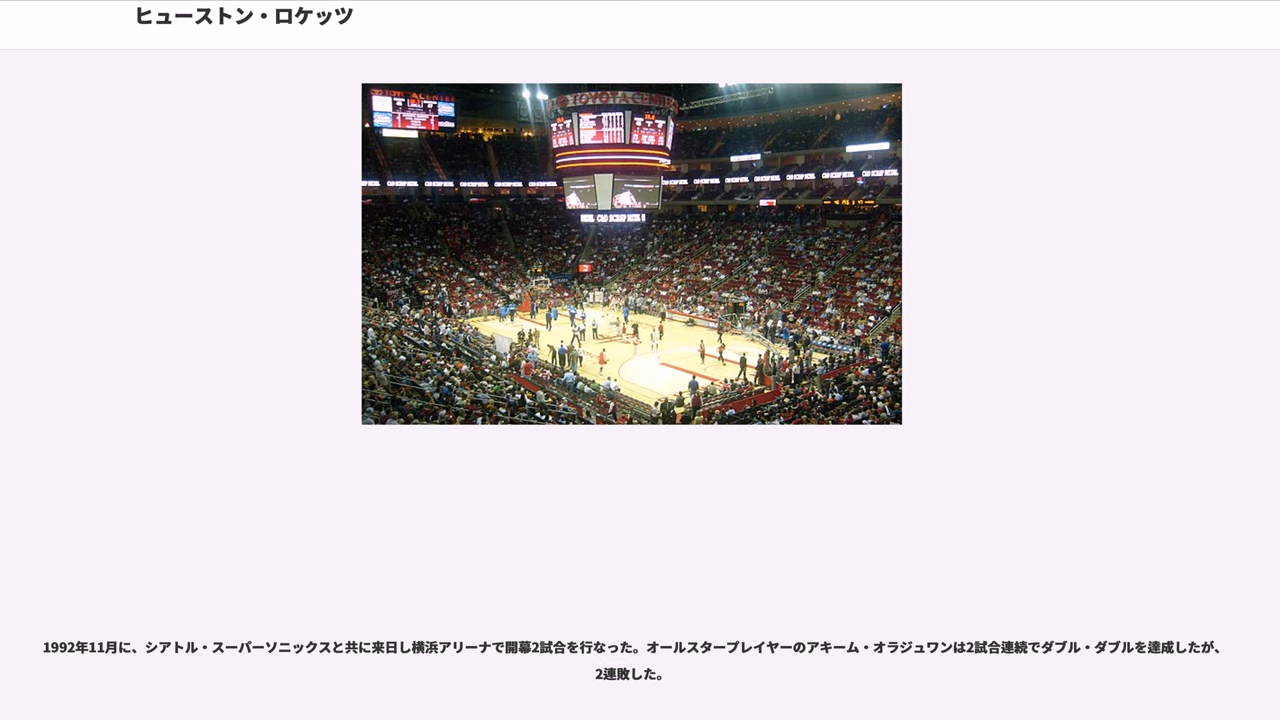 ヒューストン・ロケッツ
TOYOTA CENTER
1992年11月に、シアトル・スーパーソニックスと共に来日し横浜アリーナで開幕2試合を行なった。オールスタープレイヤーのアキーム・オラジュワンは2試合連続でダブル・ダブルを達成したが、
2連敗した。